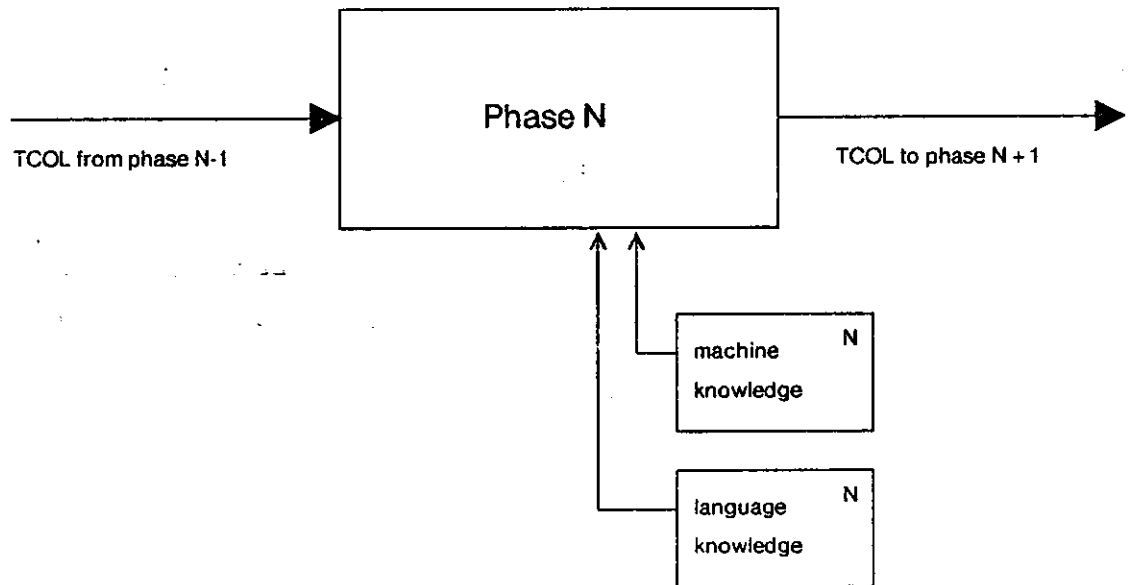 Phase N
TCOL from phase N-1
TCOL to phase N + 1
machine N
knowledge
language N
knowledge